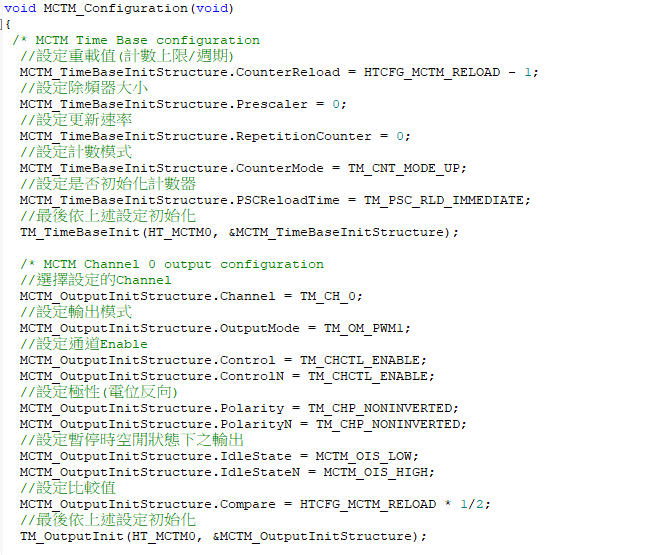 void MCTM_Configuration(void)
{
/* MCTM Time Base configuration
//設定重載值(計數上限/週期)
MCTM_TimeBaseInitStructure.CounterReload = HTCFG_MCTM_RELOAD - 1;
//設定除頻器大小
MCTM_TimeBaseInitStructure.Prescaler = 0;
//設定更新速率
MCTM_TimeBaseInitStructure.RepetitionCounter = 0;
//設定計數模式
MCTM_TimeBaseInitStructure.CounterMode = TM_CNT_MODE_UP;
//設定是否初始化計數器
MCTM_TimeBaseInitStructure.PSCReloadTime = TM_PSC_RLD_IMMEDIATE;
//最後依上述設定初始化
TM_TimeBaseInit(HT_MCTM0, &MCTM_TimeBaseInitStructure);
/* MCTM Channel 0 output configuration
//選擇設定的Channel
MCTM_OutputInitStructure.Channel = TM_CH_0;
//設定輸出模式
MCTM_OutputInitStructure.OutputMode = TM_OM_PWM1;
//設定通道Enable
MCTM_OutputInitStructure.Control = TM_CHCTL_ENABLE;
MCTM_OutputInitStructure.ControlN = TM_CHCTL_ENABLE;
//設定極性(電位反向)
MCTM_OutputInitStructure.Polarity = TM_CHP_NONINVERTED;
MCTM_OutputInitStructure.PolarityN = TM_CHP_NONINVERTED;
//設定暫停時空閒狀態下之輸出
MCTM_OutputInitStructure.IdleState = MCTM_OIS_LOW;
MCTM_OutputInitStructure.IdleStateN = MCTM_OIS_HIGH;
//設定比較值
MCTM_OutputInitStructure.Compare = HTCFG_MCTM_RELOAD * 1/2;
//最後依上述設定初始化
TM_OutputInit(HT_MCTM0, &MCTM_OutputInitStructure);